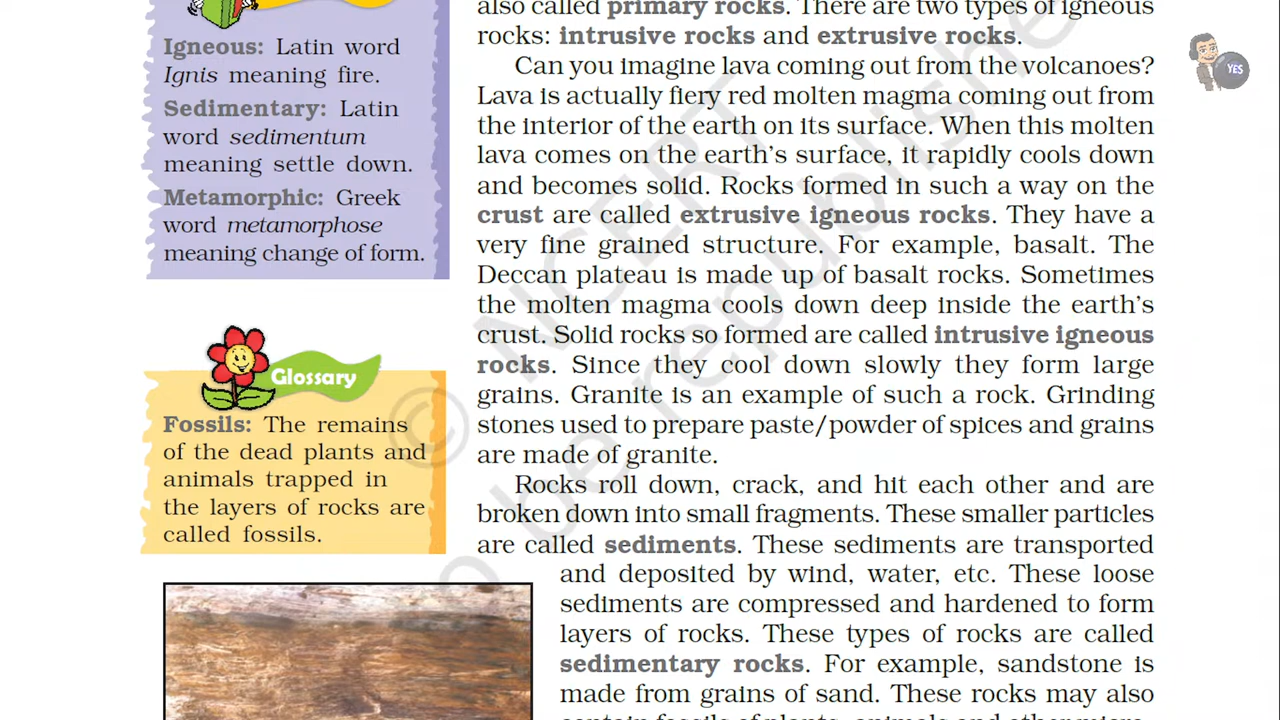 Igneous: Latin word
Ignis meaning fire.
Sedimentary: Latin
word sedimentum
meaning settle down.
Metamorphic: Greek
word metamorphose
meaning change of form.
Glossary
Fossils: The remains
of the dead plants and
animals trapped in
the layers of rocks are
called fossils.
also called primary rocks. There are two types of igneous
rocks: intrusive rocks and extrusive rocks.
Can you imagine lava coming out from the volcanoes?
Lava is actually fiery red molten magma coming out from
the interior of the earth on its surface. When this molten
lava comes on the earth's surface, it rapidly cools down
and becomes solid. Rocks formed in such a way on the
crust are called extrusive igneous rocks. They have a
very fine grained structure. For example, basalt. The
Deccan plateau is made up of basalt rocks. Sometimes
the molten magma cools down deep inside the earth's
crust. Solid rocks so formed are called intrusive igneous
rocks. Since they cool down slowly they form large
grains. Granite is an example of such a rock. Grinding
stones used to prepare paste/powder of spices and grains
are made of granite.
Rocks roll down, crack, and hit each other and are
broken down into small fragments. These smaller particles
are called sediments. These sediments are transported
and deposited by wind, water, etc. These loose
sediments are compressed and hardened to form
layers of rocks. These types of rocks are called
sedimentary rocks. For example, sandstone is
made from grains of sand. These rocks may also
contain fossils of plants, animals and other micro-
YES
© NCERT
o be republishe